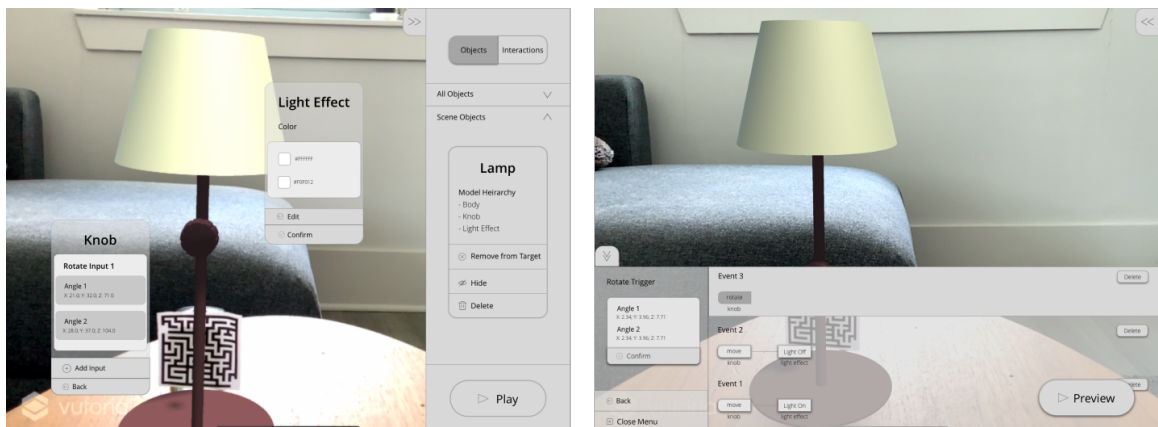 Light Effect
Color
#FFFFFF
Edit
Confirm
Knob
Rotate Input 1
Angle 1
X: 21.0; Y: 32.0; Z: 71.0
Angle 2
X: 28.0; Y: 37.0; Z: 104.0
Add Input
Back
vuforia
Objects
Interactions
All Objects
Scene Objects
Lamp
Model Heirarchy
- Body
- Knob
- Light Effect
Remove from Target
Hide
Delete
Play
Rotate Trigger
Angle 1
X: 2.94; Y: 3.96; Z: 7.71
Angle 2
X: 2.94; Y: 3.96; Z: 7.71
Confirm
Back
Close Menu
Event 3
Delete
rotate
knob
Event 2
Delete
move
Light Off
knob
light effect
Event 1
Delete
move
Light On
knob
light effect
Preview